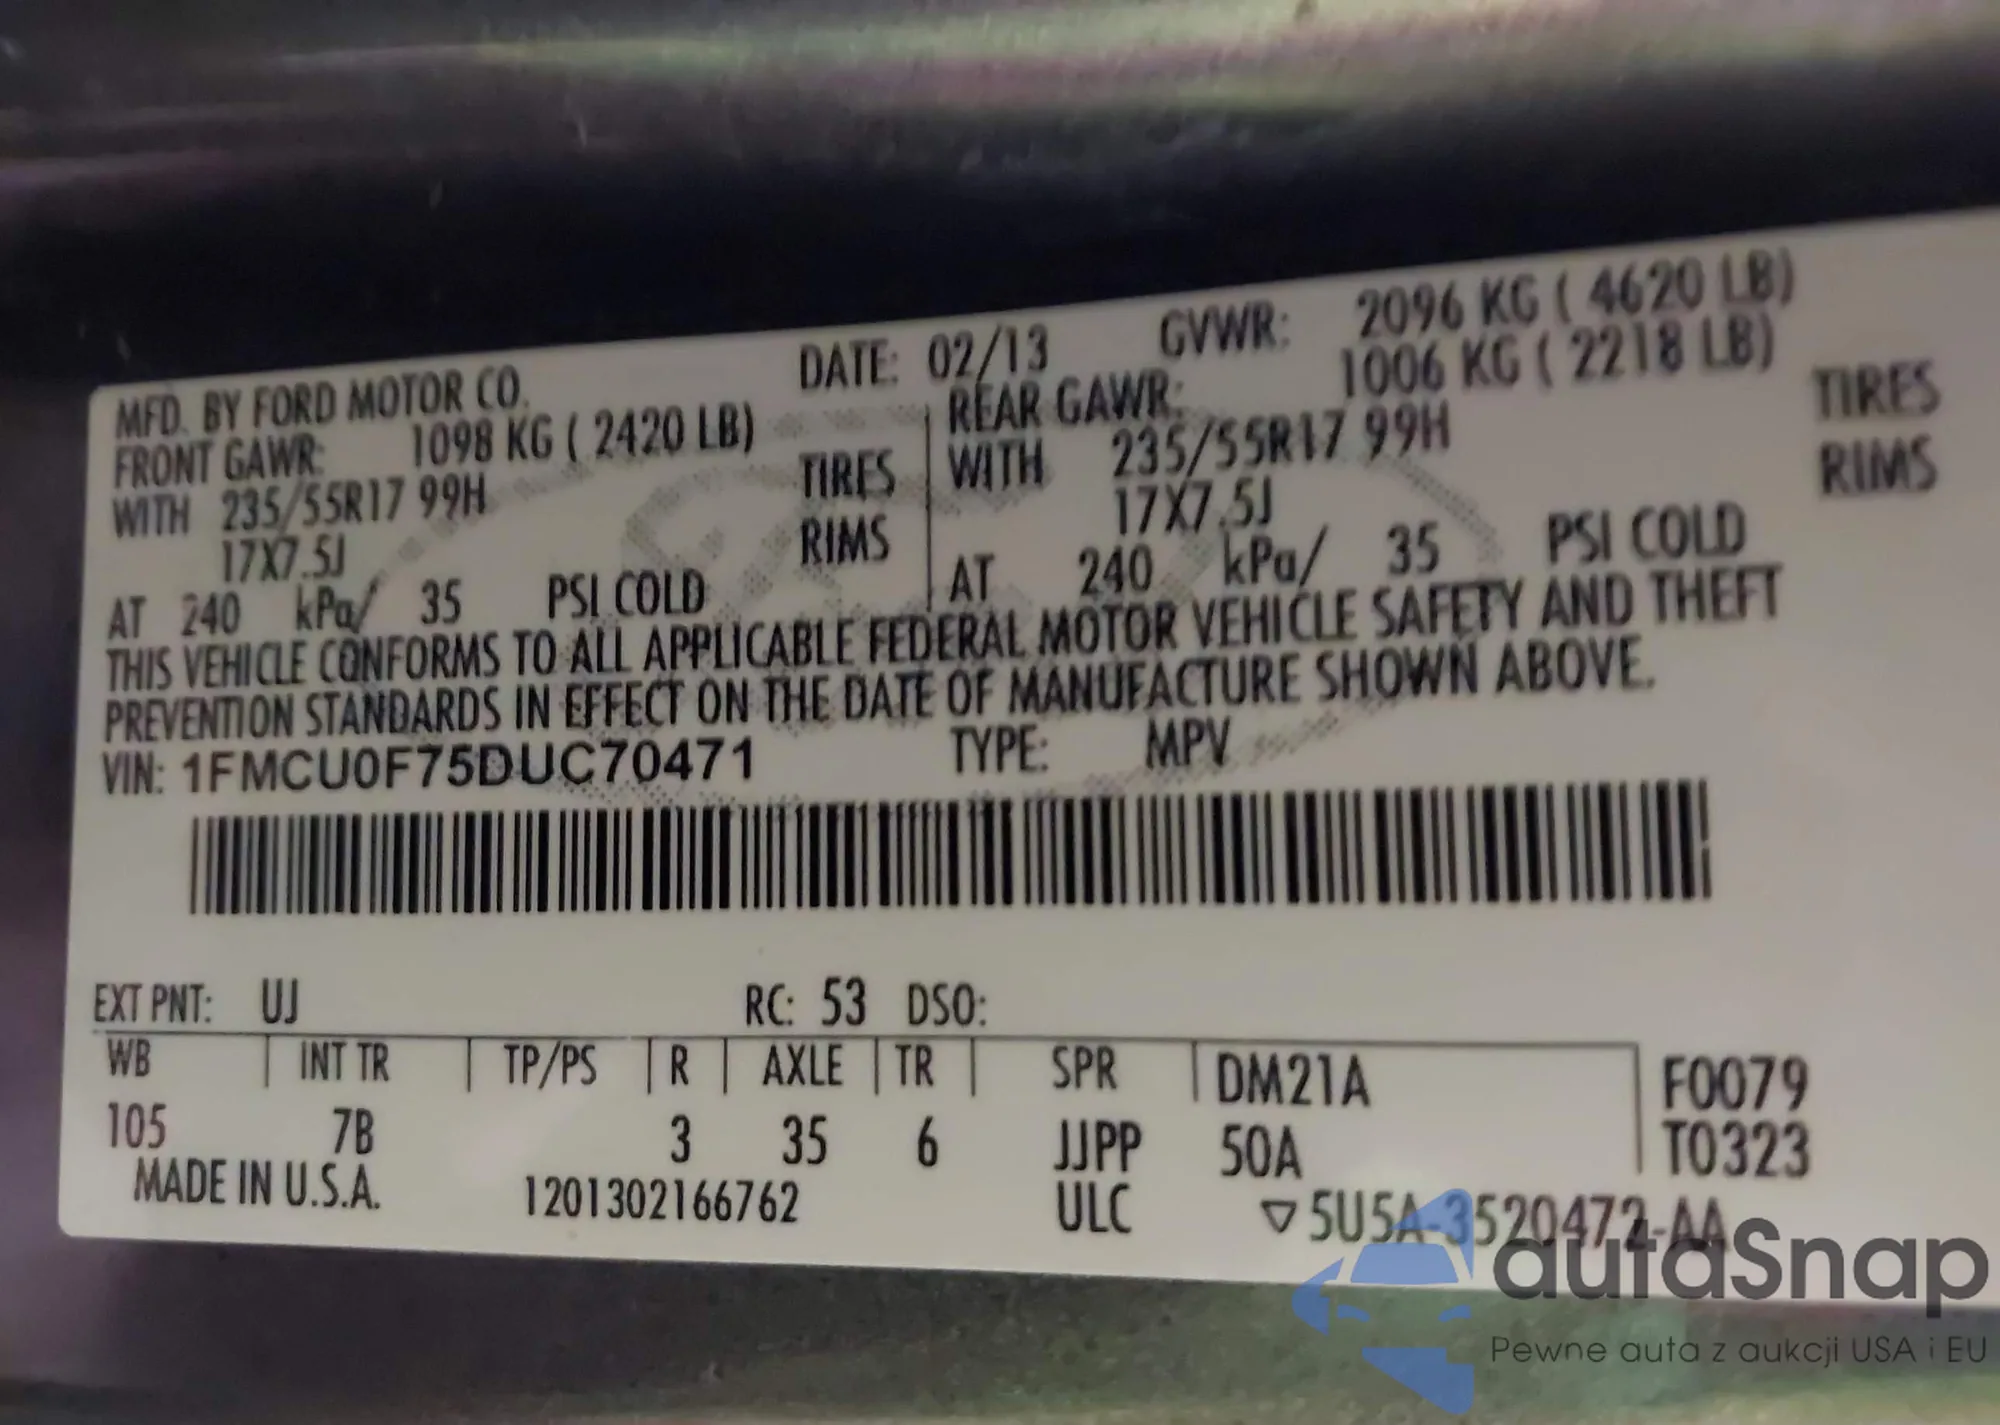 MFD. BY FORD MOTOR CO. DATE: 02/13 GVWR: 2096 KG ( 4620 LB)
FRONT GAWR: 1098 KG ( 2420 LB) REAR GAWR: 1006 KG ( 2218 LB)
WITH 235/55R17 99H TIRES WITH 235/55R17 99H TIRES
17X7.5J RIMS 17X7.5J RIMS
AT 240 kPa/ 35 PSI COLD AT 240 kPa/ 35 PSI COLD
THIS VEHICLE CONFORMS TO ALL APPLICABLE FEDERAL MOTOR VEHICLE SAFETY AND THEFT
PREVENTION STANDARDS IN EFFECT ON THE DATE OF MANUFACTURE SHOWN ABOVE.
VIN: 1FMCU0F75DUC70471 TYPE: MPV
EXT PNT: UJ RC: 53 DSO:
WB INT TR TP/PS R AXLE TR SPR DM21A F0079
105 7B 3 35 6 JJPP 50A T0323
MADE IN U.S.A. 1201302166762 ULC ▽5U5A-3520472-AA
autaSnap
Pewne auta z aukcji USA i EU